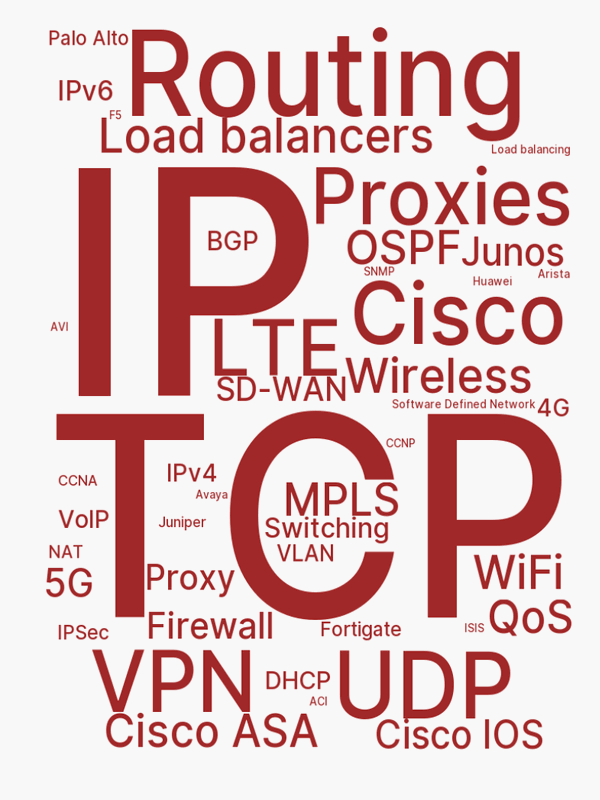 Palo Alto
Routing
IPv6
F5
Load balancers
Load balancing
IP
Proxies
BGP
OSPF
Junos
SNMP
Arista
Huawei
Cisco
AVI
LTE
Wireless
SD-WAN
Software Defined Network
4G
TCP
CCNP
IPv4
CCNA
Avaya
MPLS
VoIP
Juniper
Switching
NAT
VLAN
5G
Proxy
WiFi
QoS
IPSec
Firewall
Fortigate
ISIS
VPN
DHCP
UDP
ACI
Cisco ASA
Cisco IOS